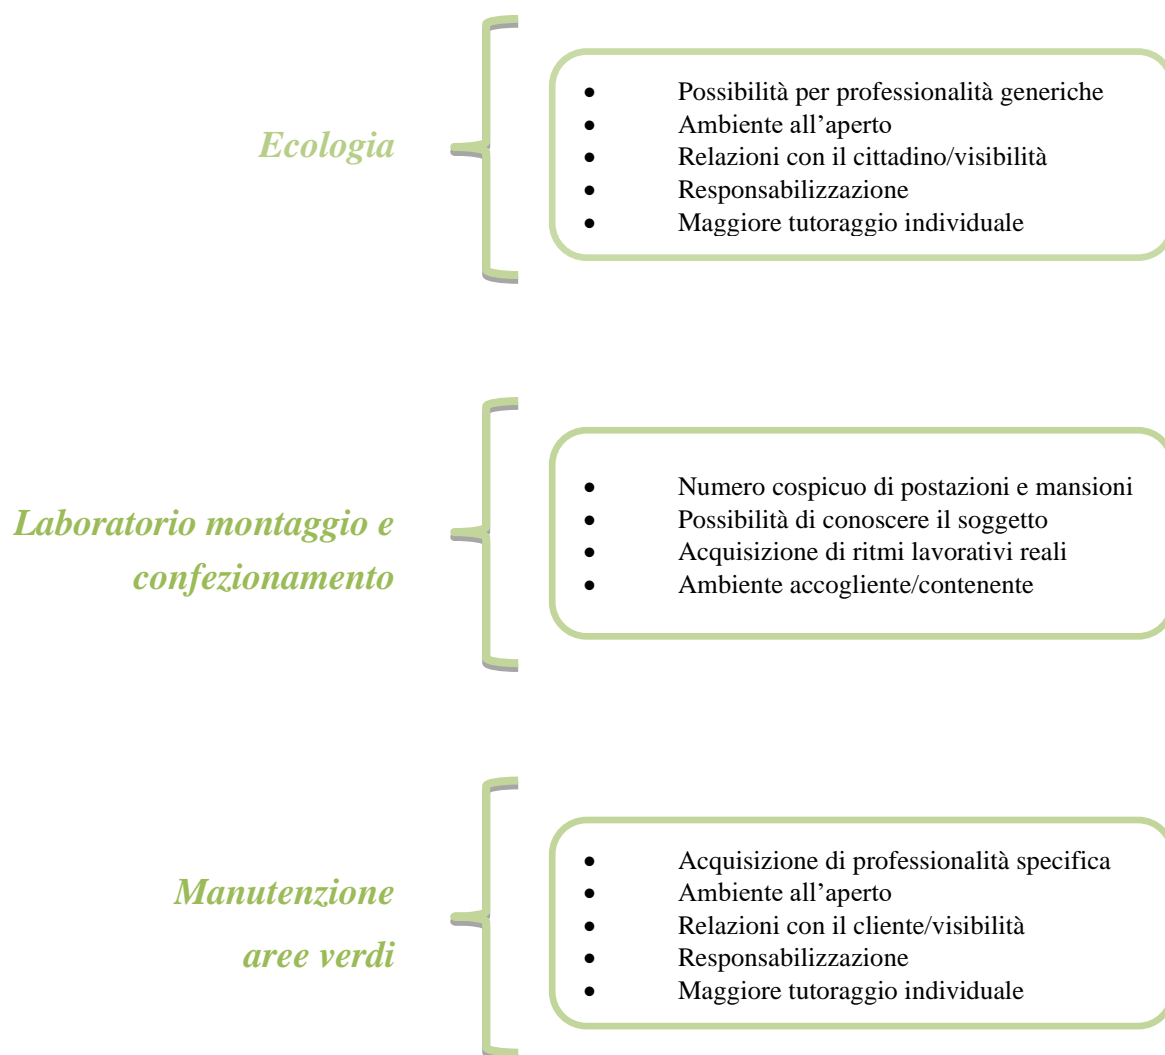 Ecologia
• Possibilità per professionalità generiche
• Ambiente all’aperto
• Relazioni con il cittadino/visibilità
• Responsabilizzazione
• Maggiore tutoraggio individuale
Laboratorio montaggio e
confezionamento
• Numero cospicuo di postazioni e mansioni
• Possibilità di conoscere il soggetto
• Acquisizione di ritmi lavorativi reali
• Ambiente accogliente/contenente
Manutenzione
aree verdi
• Acquisizione di professionalità specifica
• Ambiente all’aperto
• Relazioni con il cliente/visibilità
• Responsabilizzazione
• Maggiore tutoraggio individuale